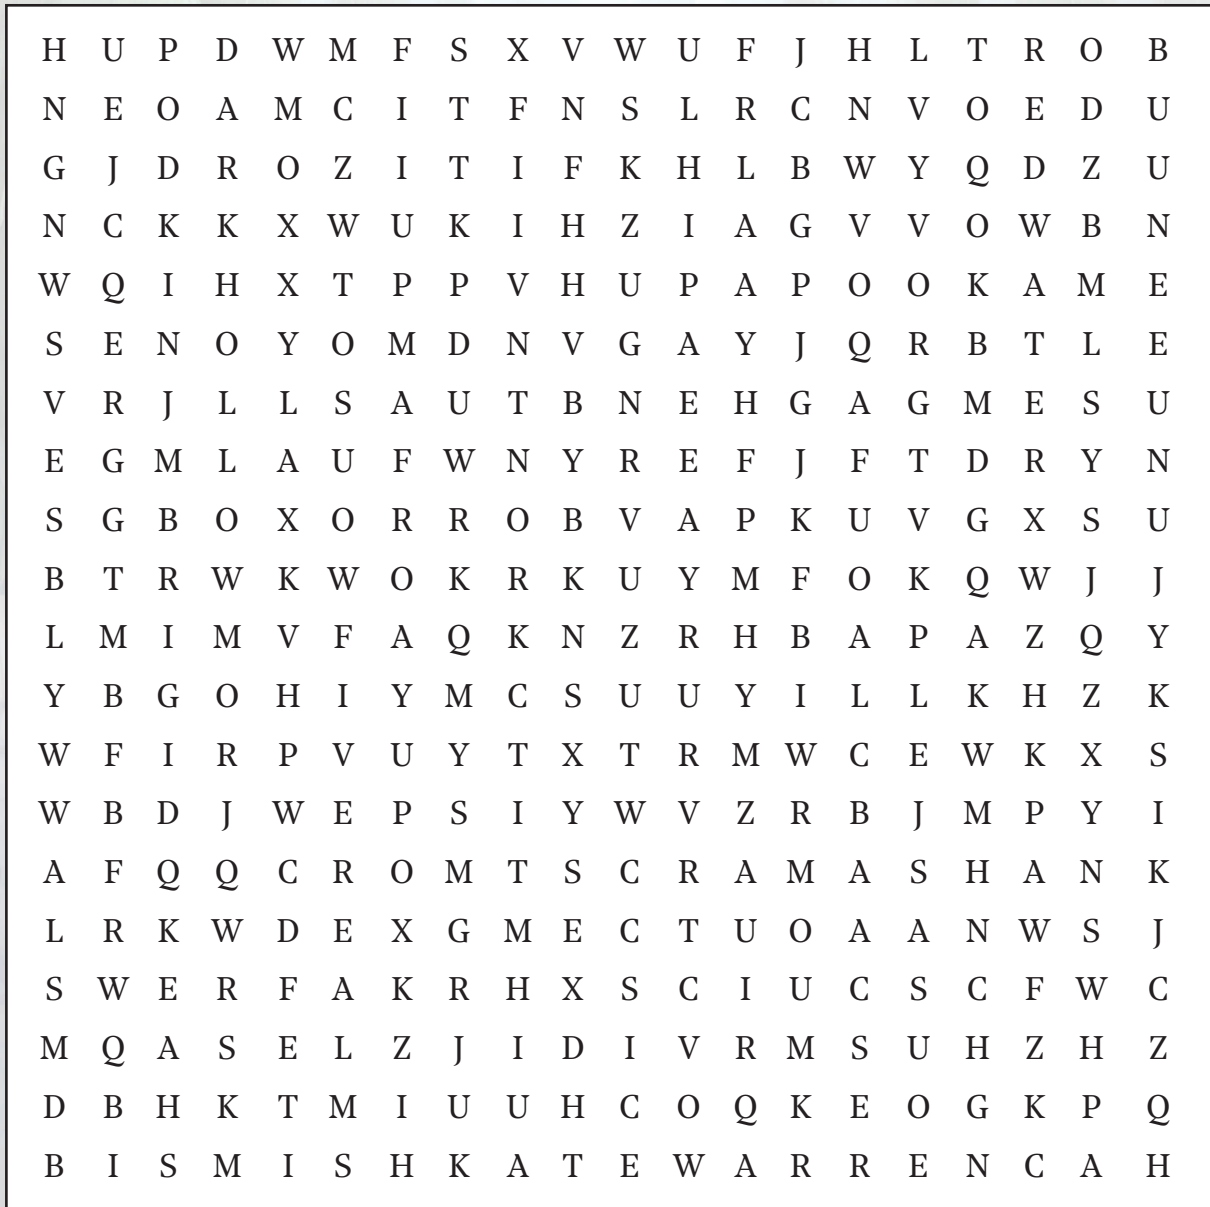 H U P D W M F S X V W U F J H L T R O B
N E O A M C I T F N S L R C N V O E D U
G J D R O Z I T I F K H L B W Y Q D Z U
N C K K X W U K I H Z I A G V V O W B N
W Q I H X T P P V H U P A P O O K A M E
S E N O Y O M D N V G A Y J Q R B T L E
V R J L L S A U T B N E H G A G M E S U
E G M L A U F W N Y R E F J F T D R Y N
S G B O X O R R O B V A P K U V G X S U
B T R W K W O K R K U Y M F O K Q W J J
L M I M V F A Q K N Z R H B A P A Z Q Y
Y B G O H I Y M C S U U Y I L L K H Z K
W F I R P V U Y T X T R M W C E W K X S
W B D J W E P S I Y W V Z R B J M P Y I
A F Q Q C R O M T S C R A M A S H A N K
L R K W D E X G M E C T U O A A N W S J
S W E R F A K R H X S C I U C S C F W C
M Q A S E L Z J I D I V R M S U H Z H Z
D B H K T M I U U H C O Q K E O G K P Q
B I S M I S H K A T E W A R R E N C A H